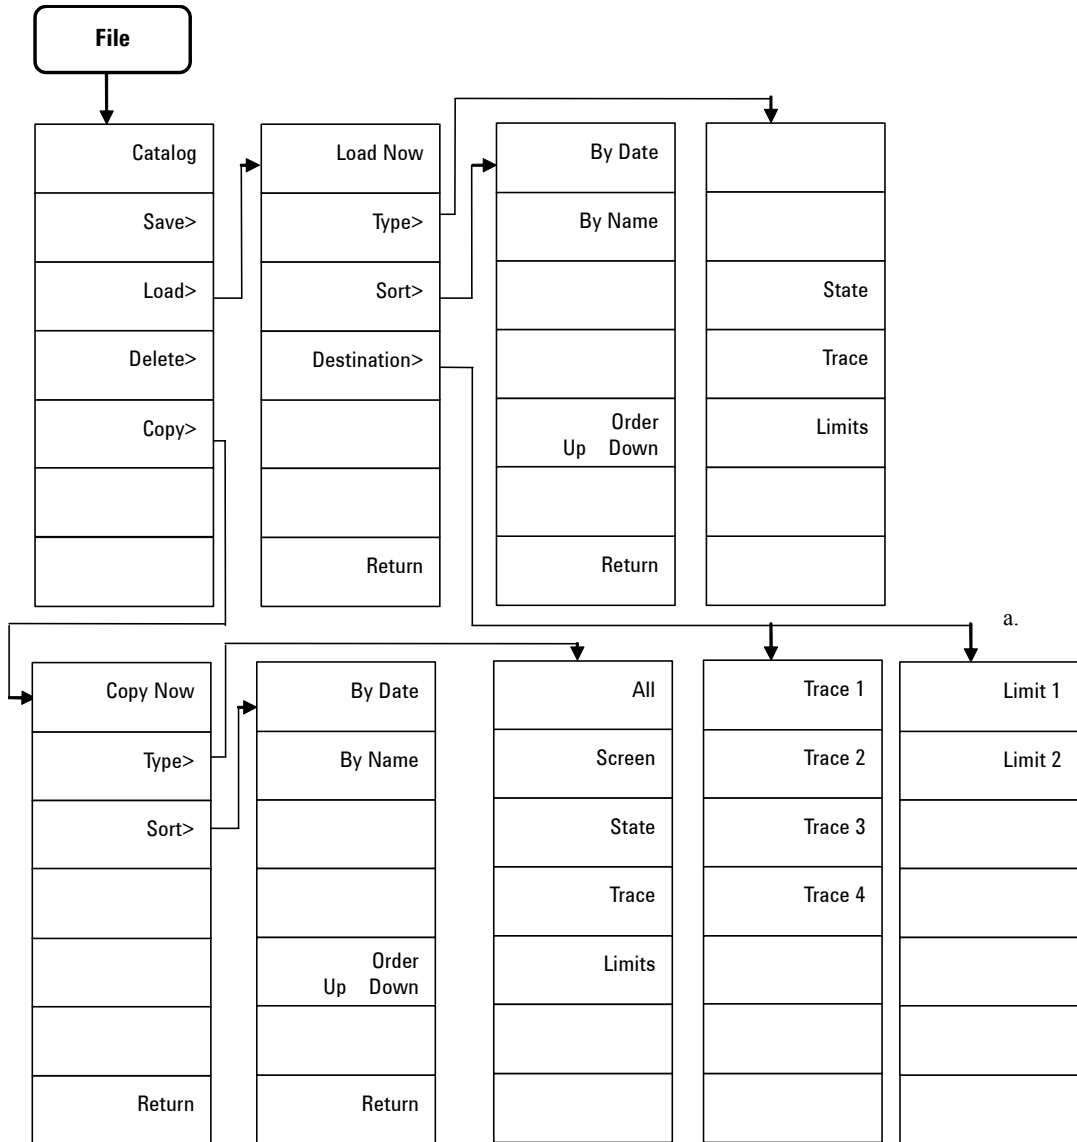 File
Catalog
Save>
Load>
Delete>
Copy>
Load Now
Type>
Sort>
Destination>
Return
By Date
By Name
Order
Up Down
Return
State
Trace
Limits
a.
Copy Now
Type>
Sort>
Return
By Date
By Name
Order
Up Down
Return
All
Screen
State
Trace
Limits
Trace 1
Trace 2
Trace 3
Trace 4
Limit 1
Limit 2